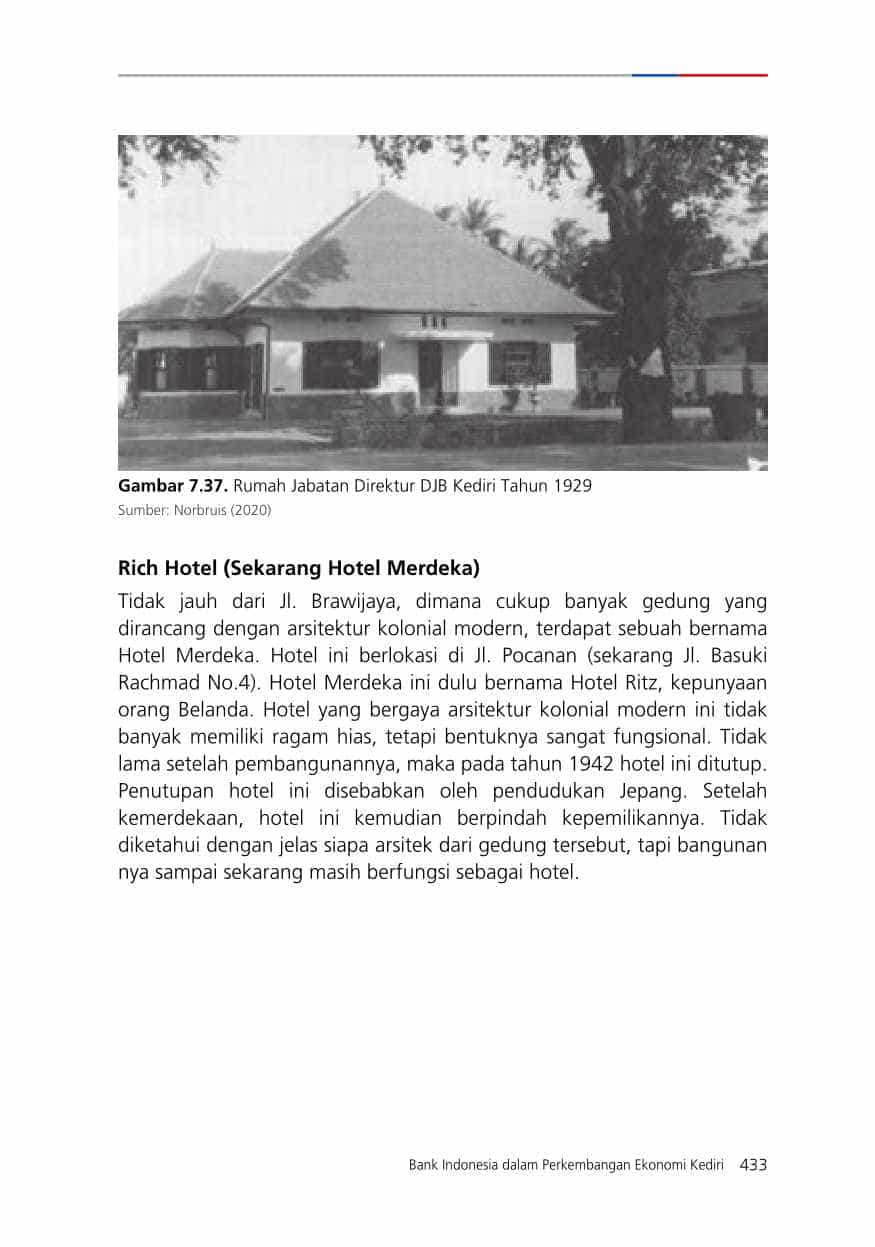 Gambar 7.37. Rumah Jabatan Direktur DJB Kediri Tahun 1929
Sumber: Norbruis (2020)
Rich Hotel (Sekarang Hotel Merdeka)
Tidak jauh dari Jl. Brawijaya, dimana cukup banyak gedung yang
dirancang dengan arsitektur kolonial modern, terdapat sebuah bernama
Hotel Merdeka. Hotel ini berlokasi di Jl. Pocanan (sekarang Jl. Basuki
Rachmad No.4). Hotel Merdeka ini dulu bernama Hotel Ritz, kepunyaan
orang Belanda. Hotel yang bergaya arsitektur kolonial modern ini tidak
banyak memiliki ragam hias, tetapi bentuknya sangat fungsional. Tidak
lama setelah pembangunannya, maka pada tahun 1942 hotel ini ditutup.
Penutupan hotel ini disebabkan oleh pendudukan Jepang. Setelah
kemerdekaan, hotel ini kemudian berpindah kepemilikannya. Tidak
diketahui dengan jelas siapa arsitek dari gedung tersebut, tapi bangunan
nya sampai sekarang masih berfungsi sebagai hotel.
Bank Indonesia dalam Perkembangan Ekonomi Kediri 433